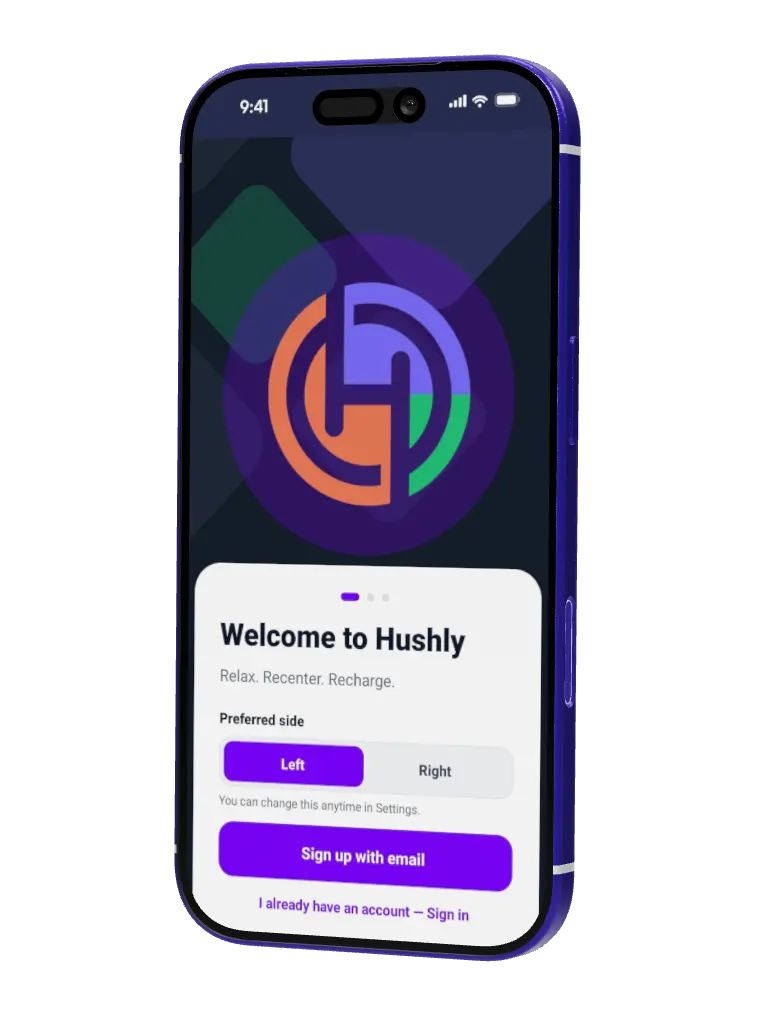 9:41
Welcome to Hushly
Relax. Recenter. Recharge.
Preferred side
Left Right
You can change this anytime in Settings.
Sign up with email
I already have an account — Sign in